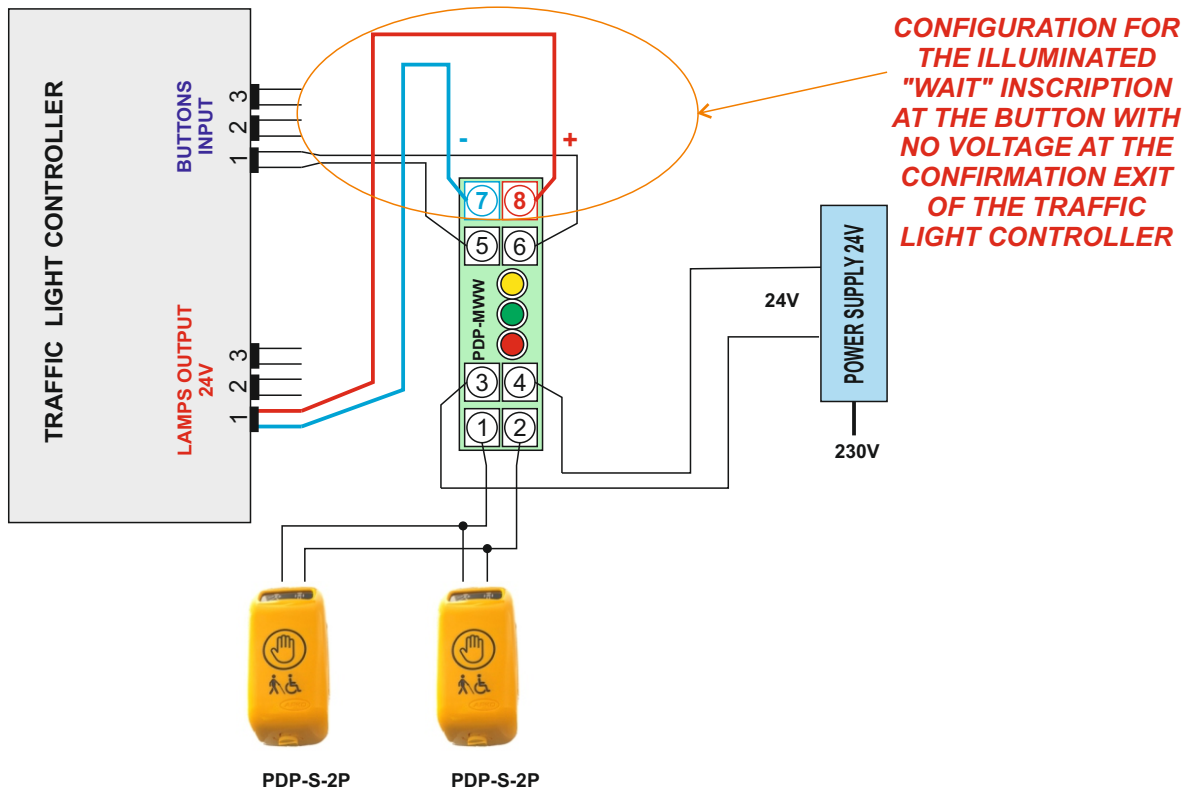 CONFIGURATION FOR
THE ILLUMINATED
"WAIT" INSCRIPTION
AT THE BUTTON WITH
NO VOLTAGE AT THE
CONFIRMATION EXIT
OF THE TRAFFIC
LIGHT CONTROLLER
TRAFFIC LIGHT CONTROLLER
BUTTONS
INPUT
3
2
1
- +
7 8
5 6
PDP-MWW
3 4
1 2
LAMPS OUTPUT
24V
3
2
1
24V
POWER SUPPLY 24V
230V
PDP-S-2P
PDP-S-2P